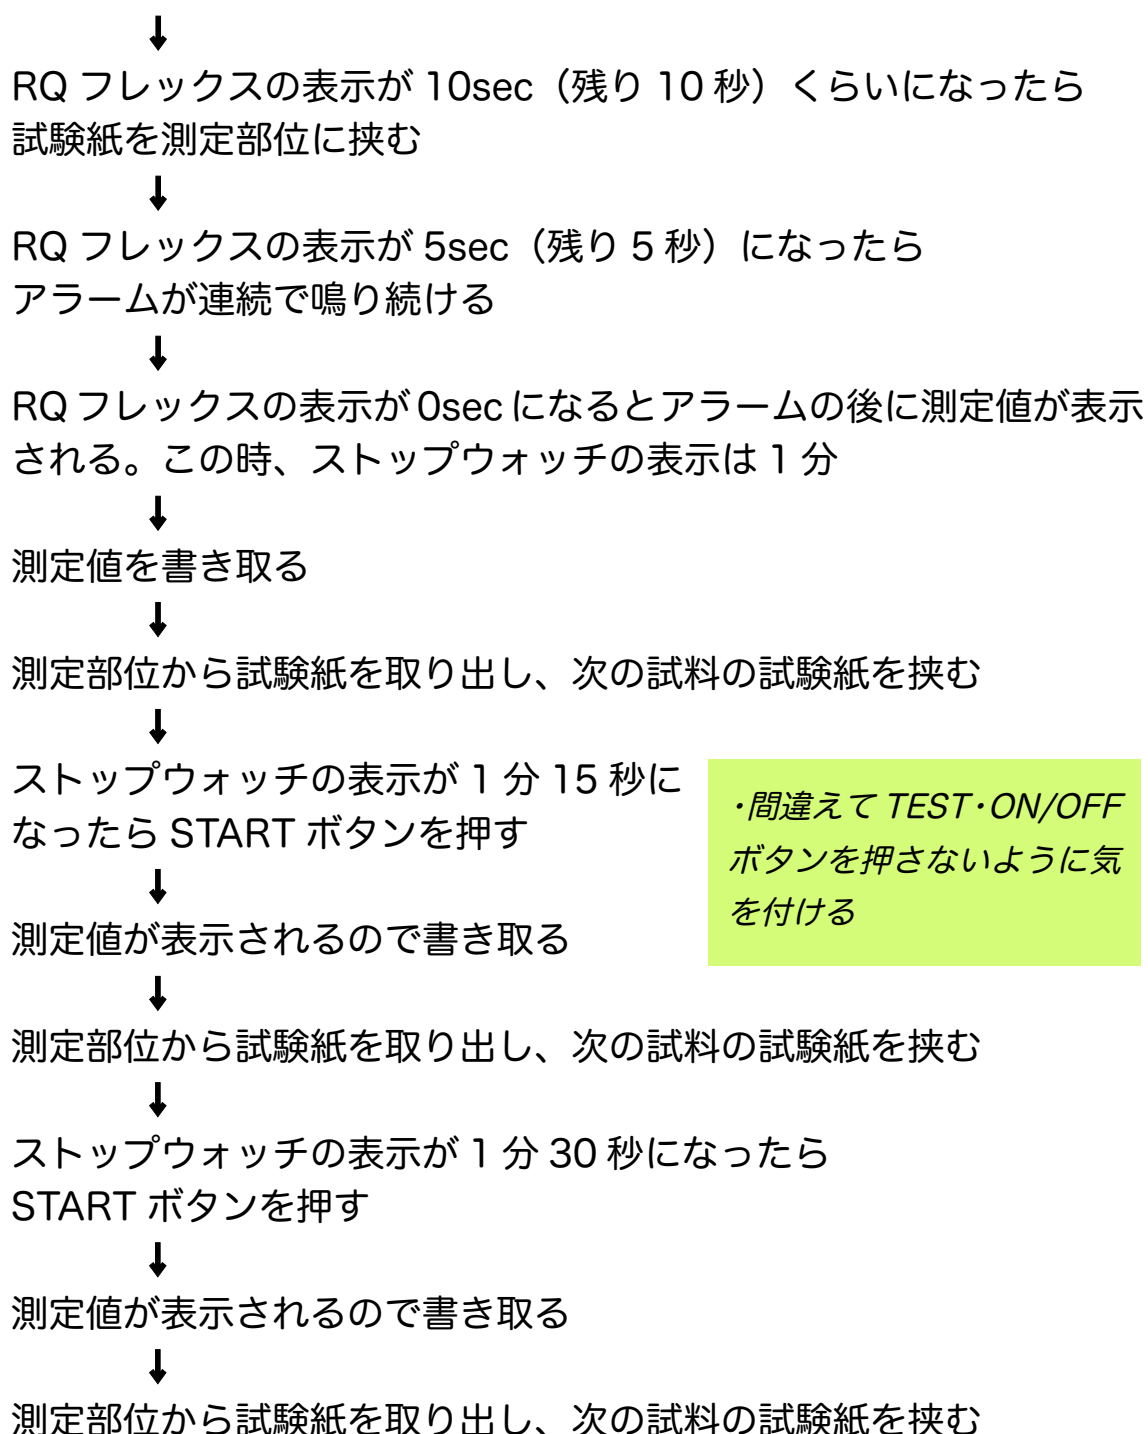 ↓
RQ フレックスの表示が 10sec（残り 10 秒）くらいになったら
試験紙を測定部位に挟む
↓
RQ フレックスの表示が 5sec（残り 5 秒）になったら
アラームが連続で鳴り続ける
↓
RQ フレックスの表示が 0sec になるとアラームの後に測定値が表示
される。この時、ストップウォッチの表示は 1 分
↓
測定値を書き取る
↓
測定部位から試験紙を取り出し、次の試料の試験紙を挟む
↓
ストップウォッチの表示が 1 分 15 秒に
なったら START ボタンを押す
・間違えて TEST・ON/OFF
ボタンを押さないように気
を付ける
↓
測定値が表示されるので書き取る
↓
測定部位から試験紙を取り出し、次の試料の試験紙を挟む
↓
ストップウォッチの表示が 1 分 30 秒になったら
START ボタンを押す
↓
測定値が表示されるので書き取る
↓
測定部位から試験紙を取り出し、次の試料の試験紙を挟む